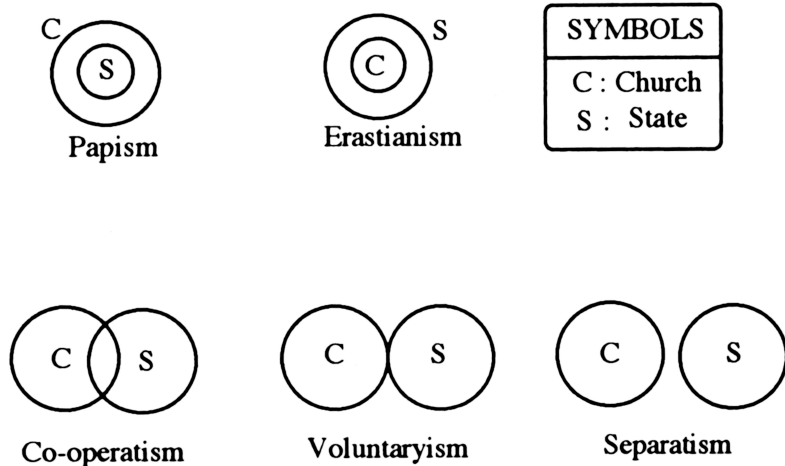 C
S
Papism
S
C
Erastianism
SYMBOLS
C : Church
S : State
C
S
Co-operatism
C
S
Voluntaryism
C
S
Separatism